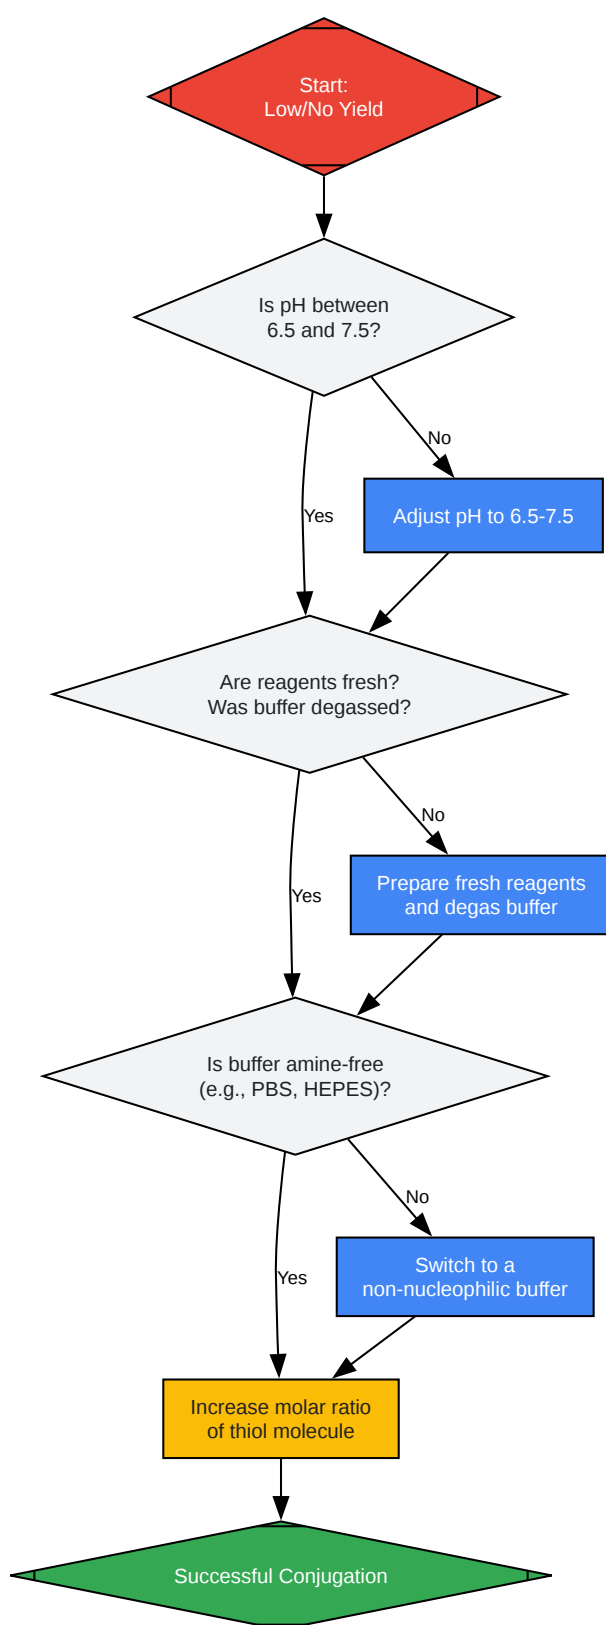 Start:
Low/No Yield
Is pH between
6.5 and 7.5?
No
Yes
Adjust pH to 6.5-7.5
Are reagents fresh?
Was buffer degassed?
No
Yes
Prepare fresh reagents
and degas buffer
Is buffer amine-free
(e.g., PBS, HEPES)?
No
Yes
Switch to a
non-nucleophilic buffer
Increase molar ratio
of thiol molecule
Successful Conjugation